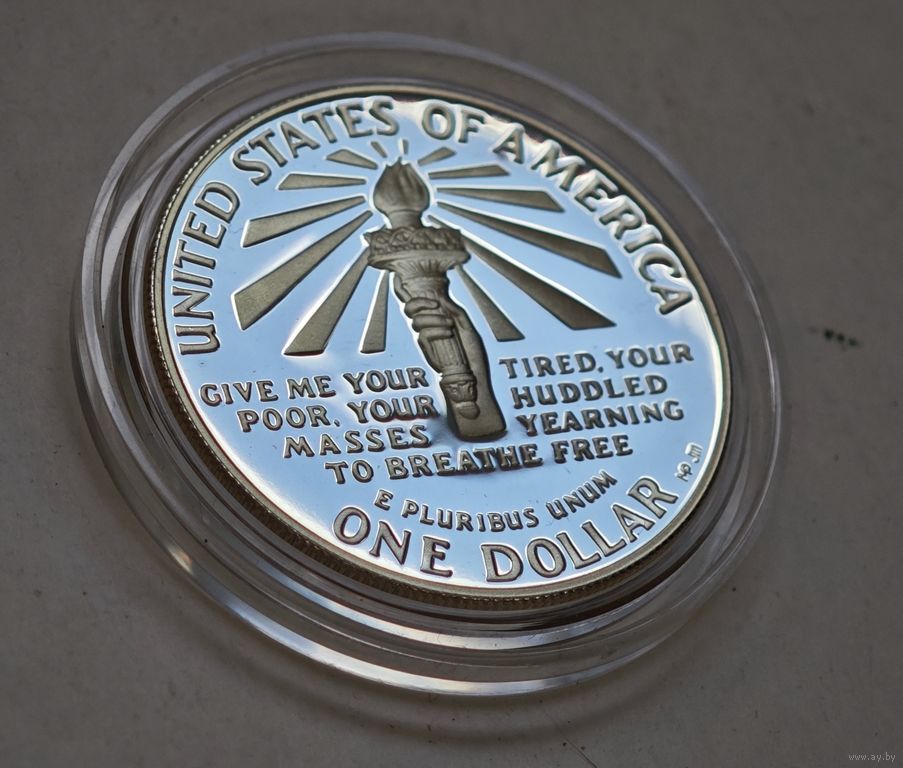 UNITED STATES OF AMERICA
GIVE ME YOUR TIRED, YOUR
POOR, YOUR HUDDLED
MASSES YEARNING
TO BREATHE FREE
E PLURIBUS UNUM
ONE DOLLAR
www.ay.by